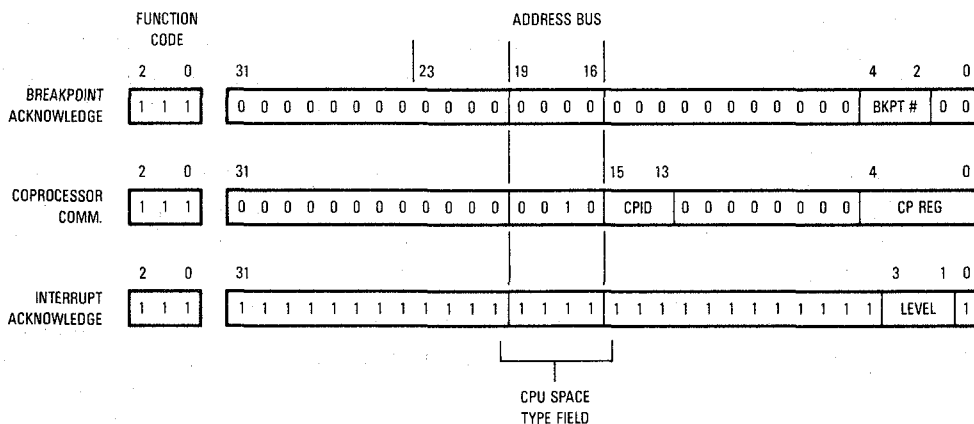 FUNCTION CODE
ADDRESS BUS
2 0 31 23 19 16 4 2 0
BREAKPOINT ACKNOWLEDGE 1 1 1 0 0 0 0 0 0 0 0 0 0 0 0 0 0 0 0 0 0 0 0 0 0 0 0 0 0 0 BKPT # 0 0
2 0 31 15 13 4 0
COPROCESSOR COMM. 1 1 1 0 0 0 0 0 0 0 0 0 0 0 0 0 0 1 0 CPID 0 0 0 0 0 0 0 0 CP REG
2 0 31 3 1 0
INTERRUPT ACKNOWLEDGE 1 1 1 1 1 1 1 1 1 1 1 1 1 1 1 1 1 1 1 1 1 1 1 1 1 1 1 1 1 1 1 LEVEL 1
CPU SPACE
TYPE FIELD